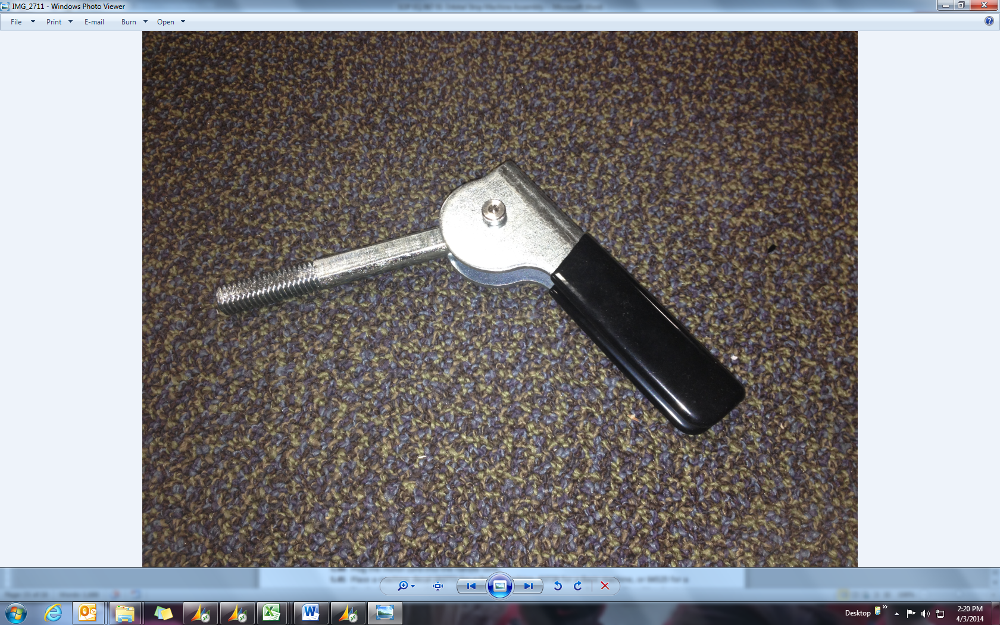 IMG_2711 - Windows Photo Viewer
File Print E-mail Burn Open
Desktop
2:20 PM
4/3/2014